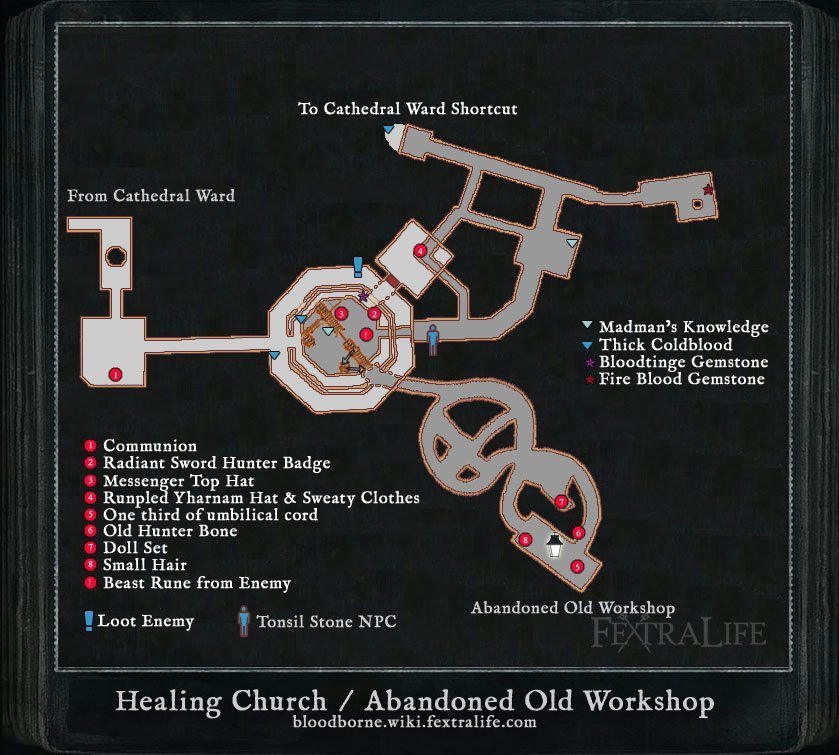 To Cathedral Ward Shortcut
From Cathedral Ward
4
3
2
!
1
Madman's Knowledge
Thick Coldblood
Bloodtinge Gemstone
Fire Blood Gemstone
1 Communion
2 Radiant Sword Hunter Badge
3 Messenger Top Hat
4 Runpled Yharnam Hat & Sweaty Clothes
5 One third of umbilical cord
6 Old Hunter Bone
7 Doll Set
8 Small Hair
! Beast Rune from Enemy
7
6
8
5
! Loot Enemy
Tonsil Stone NPC
Abandoned Old Workshop
FEXTRALIFE
Healing Church / Abandoned Old Workshop
bloodborne.wiki.fextralife.com